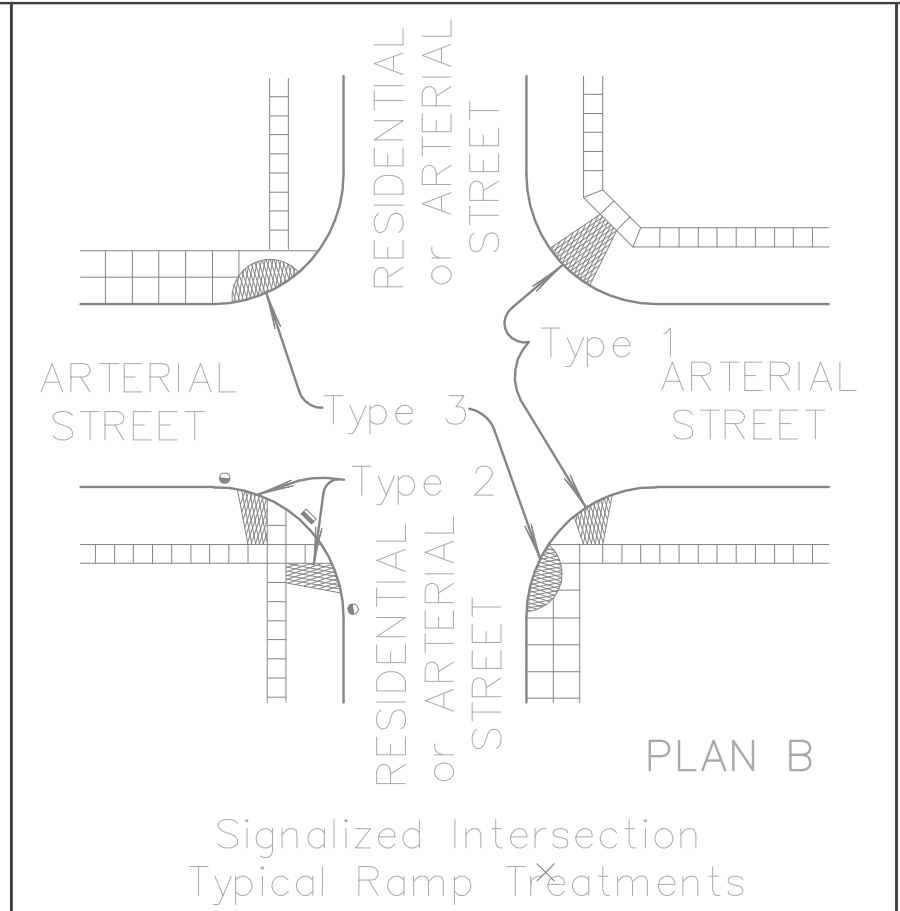 RESIDENTIAL
or ARTERIAL
STREET
Type 1
ARTERIAL
STREET
ARTERIAL
STREET
Type 3
Type 2
RESIDENTIAL
or ARTERIAL
STREET
PLAN B
Signalized Intersection
Typical Ramp Treatments